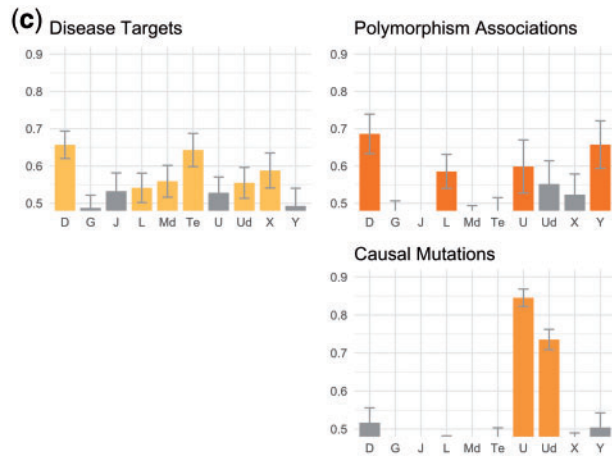 (c) Disease Targets
0.9
0.8
0.7
0.6
0.5
D G J L Md Te U Ud X Y
Polymorphism Associations
0.9
0.8
0.7
0.6
0.5
D G J L Md Te U Ud X Y
Causal Mutations
0.9
0.8
0.7
0.6
0.5
D G J L Md Te U Ud X Y